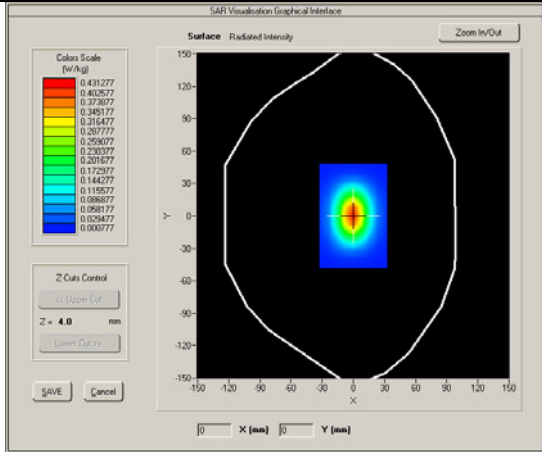 SAR Visualisation Graphical Interface
Surface Radiated Intensity
Zoom In/Out
Colors Scale
(W/kg)
0.431277
0.402577
0.373877
0.345177
0.316477
0.287777
0.259077
0.230377
0.201677
0.172977
0.144277
0.115577
0.086877
0.058177
0.029477
0.000777
Z-Cuts Control
<< Upper Cut
Z = 4.0 mm
Lower Cut >>
SAVE Cancel
150
120
90
60
30
0
-30
-60
-90
-120
-150
Y
-150 -120 -90 -60 -30 0 30 60 90 120 150
X
0 X (mm) 0 Y (mm)